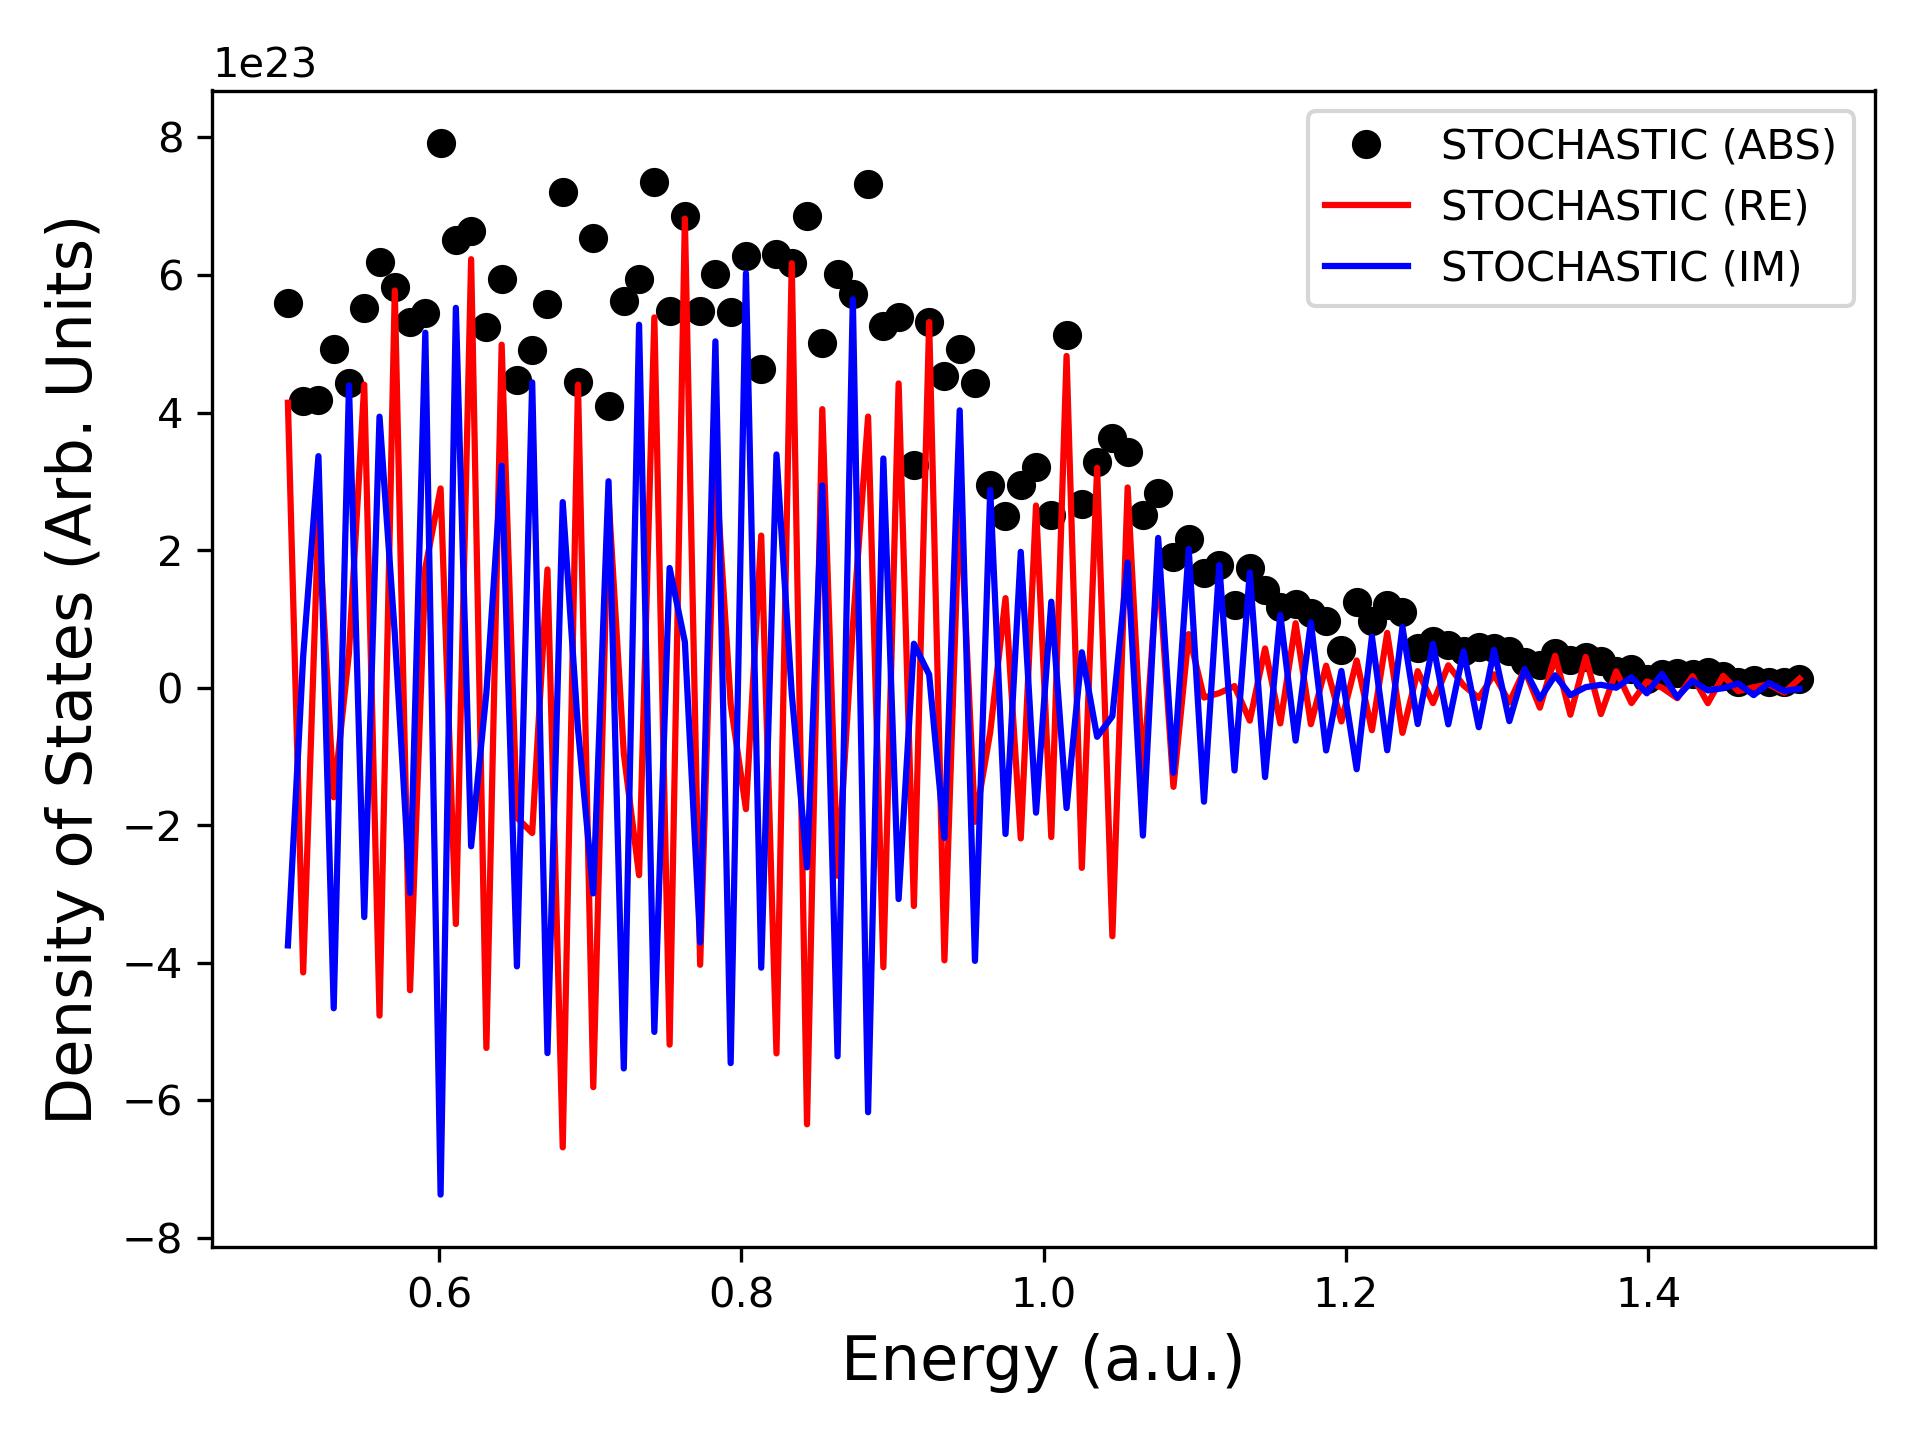 1e23
8
6
4
2
0
−2
−4
−6
−8
Density of States (Arb. Units)
STOCHASTIC (ABS)
STOCHASTIC (RE)
STOCHASTIC (IM)
0.6 0.8 1.0 1.2 1.4
Energy (a.u.)